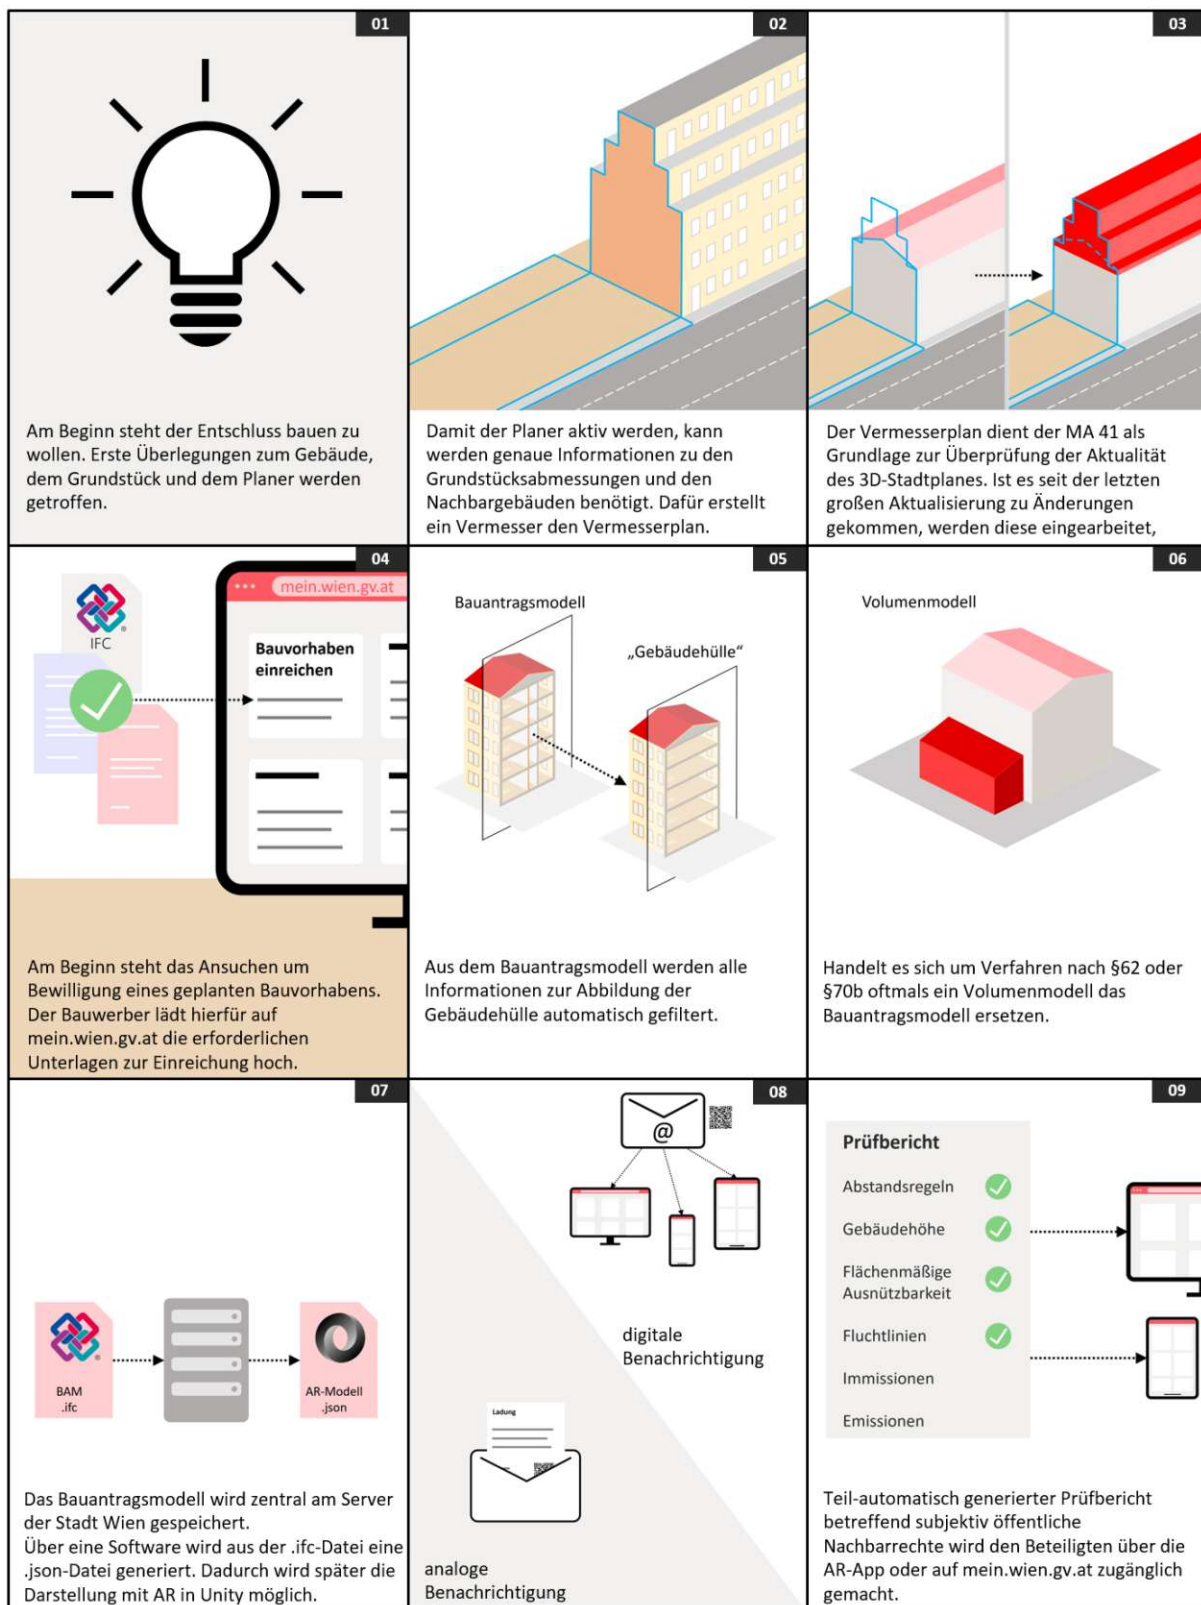 01
Am Beginn steht der Entschluss bauen zu
wollen. Erste Überlegungen zum Gebäude,
dem Grundstück und dem Planer werden
getroffen.
02
Damit der Planer aktiv werden, kann
werden genaue Informationen zu den
Grundstücksabmessungen und den
Nachbargebäuden benötigt. Dafür erstellt
ein Vermesser den Vermesserplan.
03
Der Vermesserplan dient der MA 41 als
Grundlage zur Überprüfung der Aktualität
des 3D-Stadtplanes. Ist es seit der letzten
großen Aktualisierung zu Änderungen
gekommen, werden diese eingearbeitet,
04
mein.wien.gv.at
IFC
®
Bauvorhaben
einreichen
Am Beginn steht das Ansuchen um
Bewilligung eines geplanten Bauvorhabens.
Der Bauwerber lädt hierfür auf
mein.wien.gv.at die erforderlichen
Unterlagen zur Einreichung hoch.
05
Bauantragsmodell
„Gebäudehülle“
Aus dem Bauantragsmodell werden alle
Informationen zur Abbildung der
Gebäudehülle automatisch gefiltert.
06
Volumenmodell
Handelt es sich um Verfahren nach §62 oder
§70b oftmals ein Volumenmodell das
Bauantragsmodell ersetzen.
07
®
BAM
.ifc
AR-Modell
.json
Das Bauantragsmodell wird zentral am Server
der Stadt Wien gespeichert.
Über eine Software wird aus der .ifc-Datei eine
.json-Datei generiert. Dadurch wird später die
Darstellung mit AR in Unity möglich.
08
@
digitale
Benachrichtigung
Ladung
analoge
Benachrichtigung
09
Prüfbericht
Abstandsregeln
Gebäudehöhe
Flächenmäßige
Ausnützbarkeit
Fluchtlinien
Immissionen
Emissionen
Teil-automatisch generierter Prüfbericht
betreffend subjektiv öffentliche
Nachbarrechte wird den Beteiligten über die
AR-App oder auf mein.wien.gv.at zugänglich
gemacht.